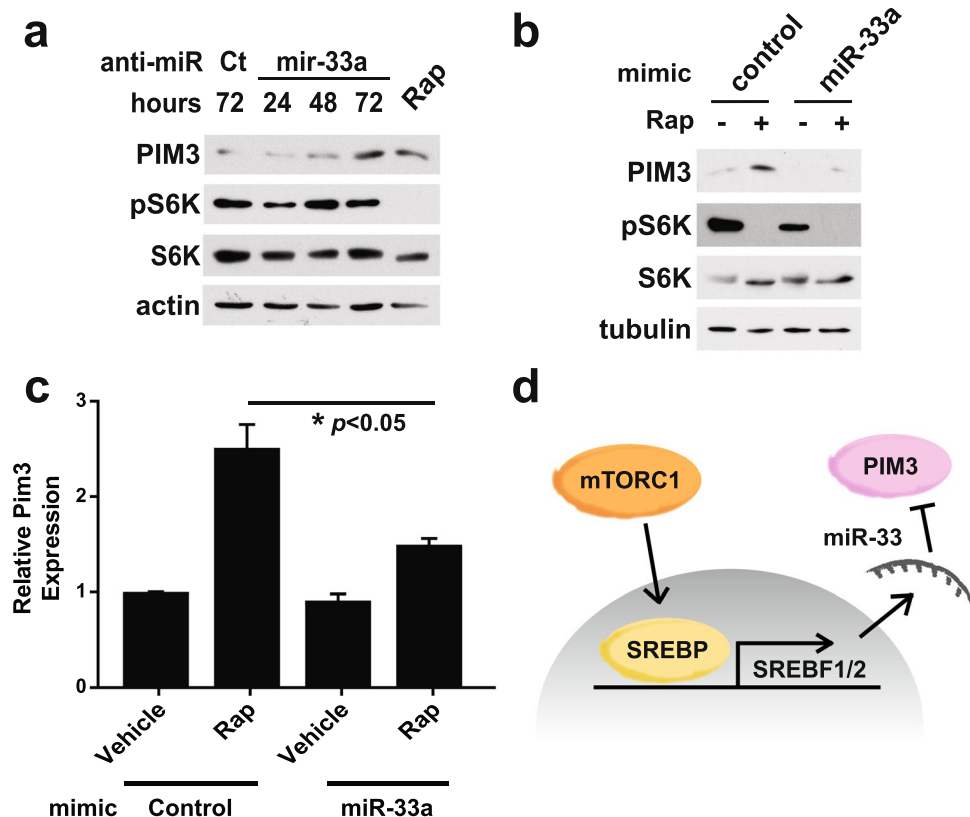 a
anti-miR Ct mir-33a Rap
hours 72 24 48 72
PIM3
pS6K
S6K
actin
b
mimic control miR-33a
Rap - + - +
PIM3
pS6K
S6K
tubulin
c
Relative Pim3
Expression
3
2
1
0
* p<0.05
Vehicle Rap Vehicle Rap
mimic Control miR-33a
d
mTORC1
PIM3
miR-33
SREBP
SREBF1/2